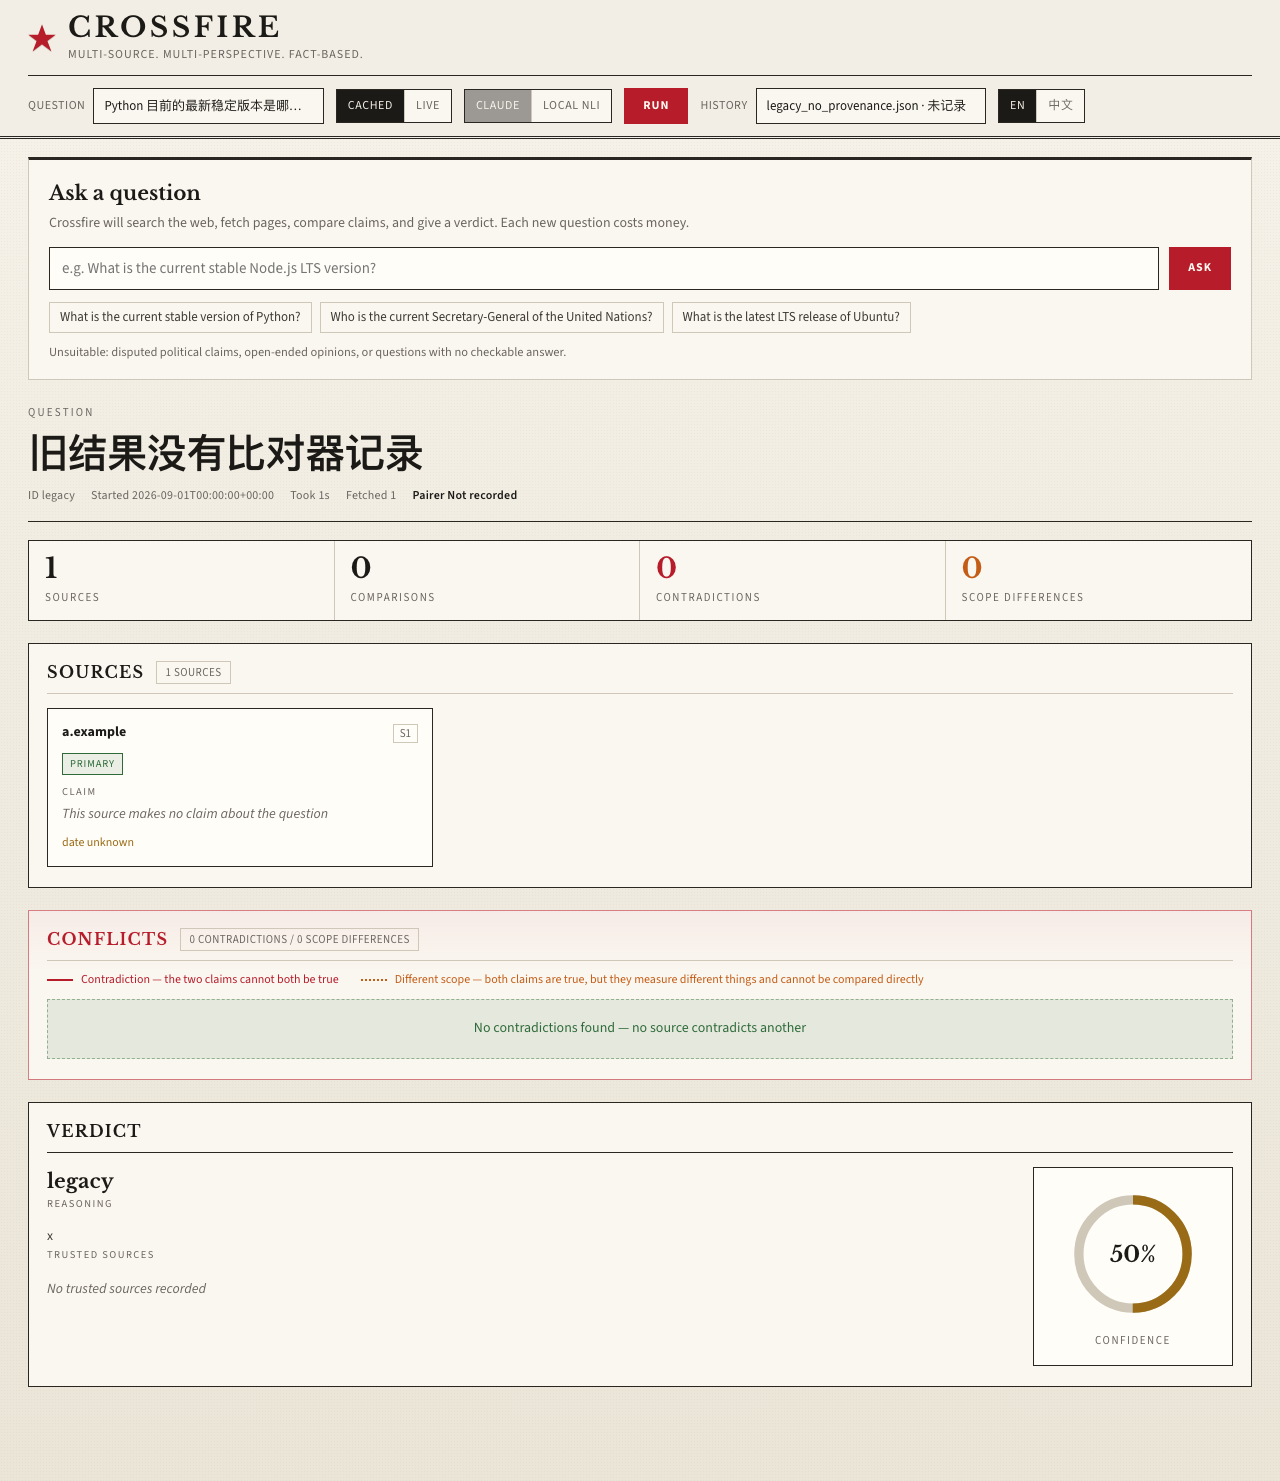 CROSSFIRE
MULTI-SOURCE. MULTI-PERSPECTIVE. FACT-BASED.
QUESTION Python 目前的最新稳定版本是哪… CACHED LIVE CLAUDE LOCAL NLI RUN HISTORY legacy_no_provenance.json · 未记录 EN 中文
Ask a question
Crossfire will search the web, fetch pages, compare claims, and give a verdict. Each new question costs money.
e.g. What is the current stable Node.js LTS version? ASK
What is the current stable version of Python? Who is the current Secretary-General of the United Nations? What is the latest LTS release of Ubuntu?
Unsuitable: disputed political claims, open-ended opinions, or questions with no checkable answer.
QUESTION
旧结果没有比对器记录
ID legacy Started 2026-09-01T00:00:00+00:00 Took 1s Fetched 1 Pairer Not recorded
1 0 0 0
SOURCES COMPARISONS CONTRADICTIONS SCOPE DIFFERENCES
SOURCES 1 SOURCES
a.example S1
PRIMARY
CLAIM
This source makes no claim about the question
date unknown
CONFLICTS 0 CONTRADICTIONS / 0 SCOPE DIFFERENCES
Contradiction — the two claims cannot both be true Different scope — both claims are true, but they measure different things and cannot be compared directly
No contradictions found — no source contradicts another
VERDICT
legacy
REASONING
x
TRUSTED SOURCES
No trusted sources recorded
50%
CONFIDENCE